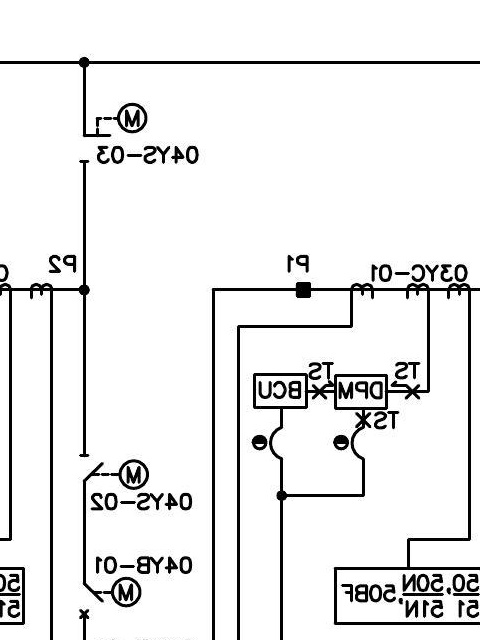 M
04YS-03
P2
P1
03YC-01
TS
TS
BCU
DPM
TS
M
04YS-02
04YB-01
M
50
51
50,50N,50BF
51 51N